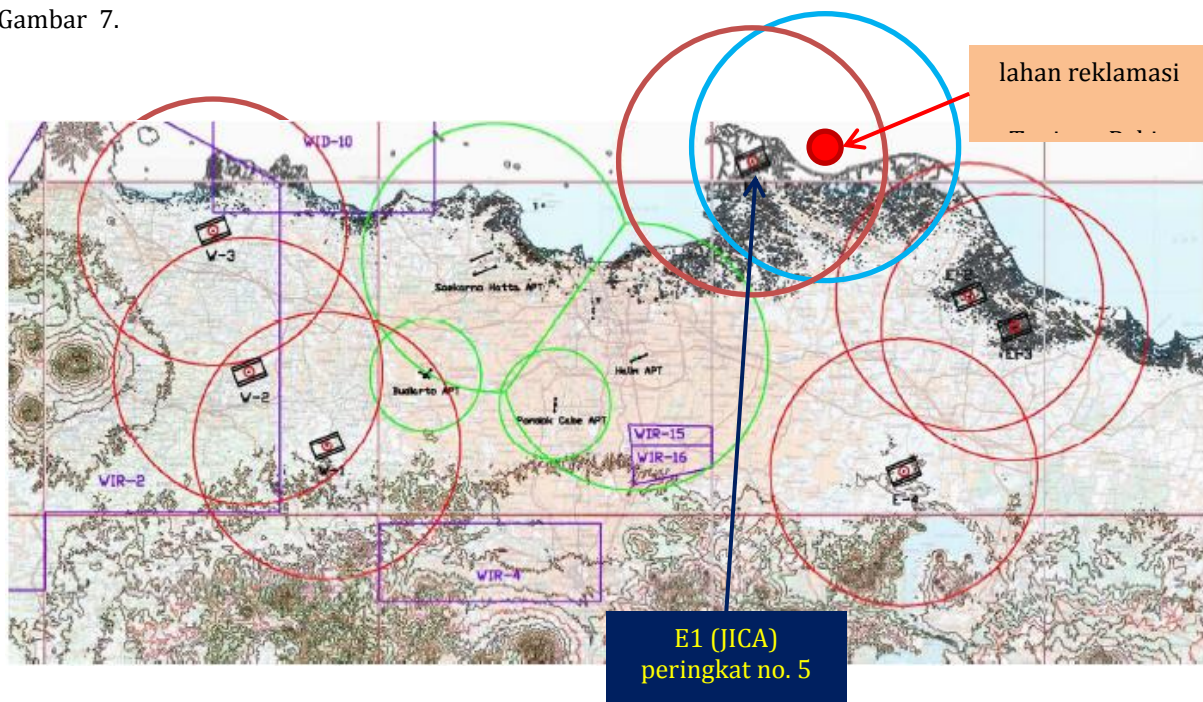 Gambar 7.
lahan reklamasi
WID-10
W-3
Soekarno Hatta APT
E-2
W-2
Budiarto APT
Halim APT
Pondok Cabe APT
WIR-15
WIR-16
WIR-2
WIR-4
E1 (JICA)
peringkat no. 5